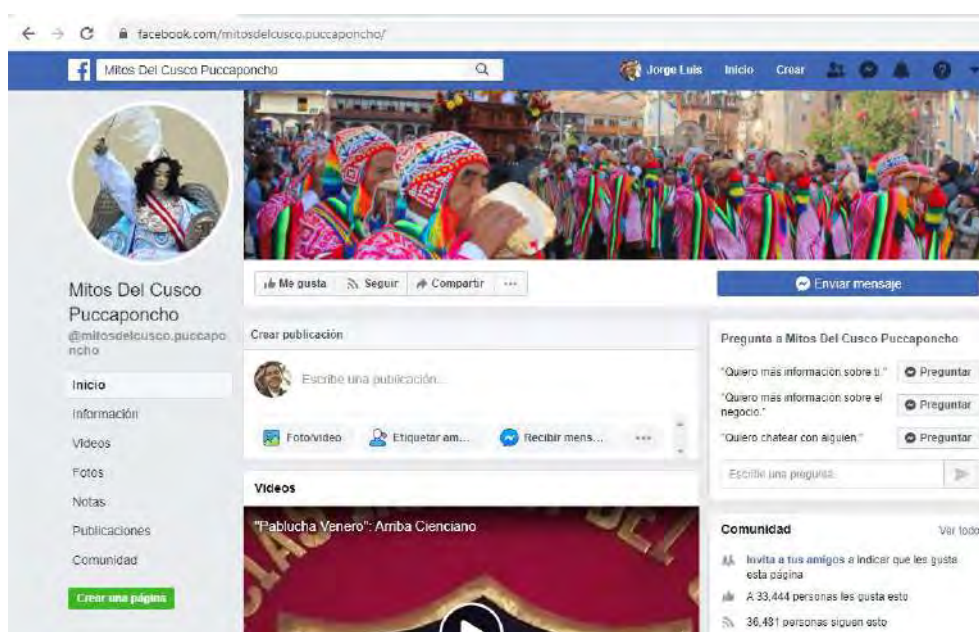 facebook.com/mitosdelcusco.puccaponcho/
Mitos Del Cusco Puccaponcho
Jorge Luis Inicio Crear
Me gusta Seguir Compartir ...
Enviar mensaje
Mitos Del Cusco
Puccaponcho
@mitosdelcusco.puccapo
ncho
Inicio
Información
Videos
Fotos
Notas
Publicaciones
Comunidad
Crear una página
Crear publicación
Escribe una publicación...
Foto/video Etiquetar am... Recibir mens... ...
Videos
"Pablucha Venero": Arriba Cienciano
Pregunta a Mitos Del Cusco Puccaponcho
"Quiero más información sobre ti." Preguntar
"Quiero más información sobre el
negocio." Preguntar
"Quiero chatear con alguien." Preguntar
Escribe una pregunta
Comunidad Ver todo
Invita a tus amigos a indicar que les gusta
esta página
A 33,444 personas les gusta esto
36,481 personas siguen esto